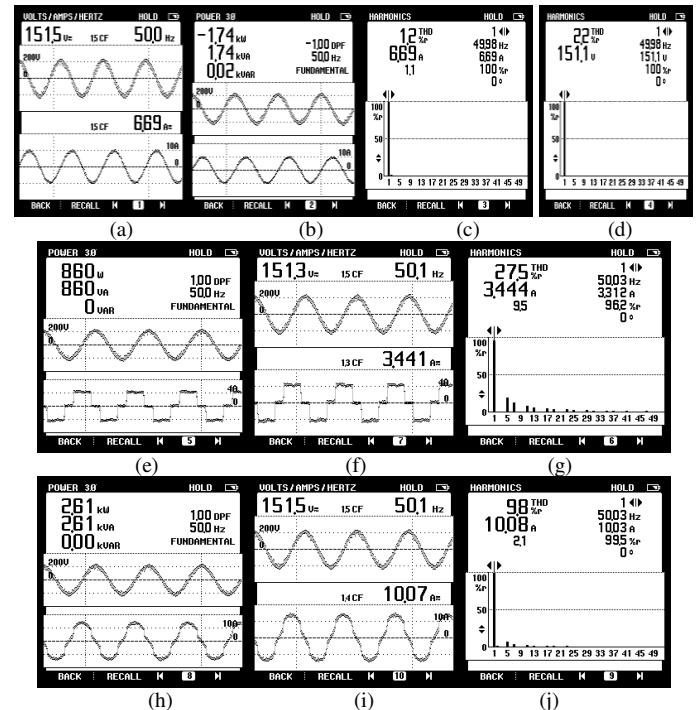 VOLTS/AMPS/HERTZ HOLD
151,5 V≂ 1,5 CF 50,0 Hz
200V
0
1,5 CF 6,69 A≂
10A
0
BACK RECALL 1
(a)
POWER 3Ø HOLD
-1,74 kW
1,74 kVA -1,00 DPF
0,02 kVAR 50,0 Hz
FUNDAMENTAL
200V
0
10A
0
BACK RECALL 2
(b)
HARMONICS HOLD
1,2 THD %r 1
6,69 A 49,98 Hz
1,1 6,69 A
100 %r
0 °
100
%r
50
0
1 5 9 13 17 21 25 29 33 37 41 45 49
BACK RECALL 3
(c)
HARMONICS HOLD
2,2 THD %r 1
151,1 V 49,98 Hz
151,1 V
100 %r
0 °
100
%r
50
0
1 5 9 13 17 21 25 29 33 37 41 45 49
BACK RECALL 4
(d)
POWER 3Ø HOLD
860 W
860 VA 1,00 DPF
0 VAR 50,0 Hz
FUNDAMENTAL
200V
0
40
0
BACK RECALL 5
(e)
VOLTS/AMPS/HERTZ HOLD
151,3 V≂ 1,5 CF 50,1 Hz
200V
0
1,3 CF 3,441 A≂
40
0
BACK RECALL 7
(f)
HARMONICS HOLD
27,5 THD %r 1
3,444 A 50,03 Hz
9,5 3,312 A
96,2 %r
0 °
100
%r
50
0
1 5 9 13 17 21 25 29 33 37 41 45 49
BACK RECALL 6
(g)
POWER 3Ø HOLD
2,61 kW
2,61 kVA 1,00 DPF
0,00 kVAR 50,0 Hz
FUNDAMENTAL
200V
0
10A
0
BACK RECALL 8
(h)
VOLTS/AMPS/HERTZ HOLD
151,5 V≂ 1,5 CF 50,1 Hz
200V
0
1,4 CF 10,07 A≂
10A
0
BACK RECALL 10
(i)
HARMONICS HOLD
9,8 THD %r 1
10,08 A 50,03 Hz
2,1 10,03 A
99,5 %r
0 °
100
%r
50
0
1 5 9 13 17 21 25 29 33 37 41 45 49
BACK RECALL 9
(j)